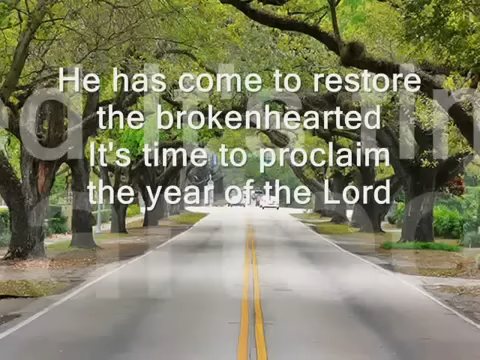 He has come to restore
the brokenhearted
It's time to proclaim
the year of the Lord